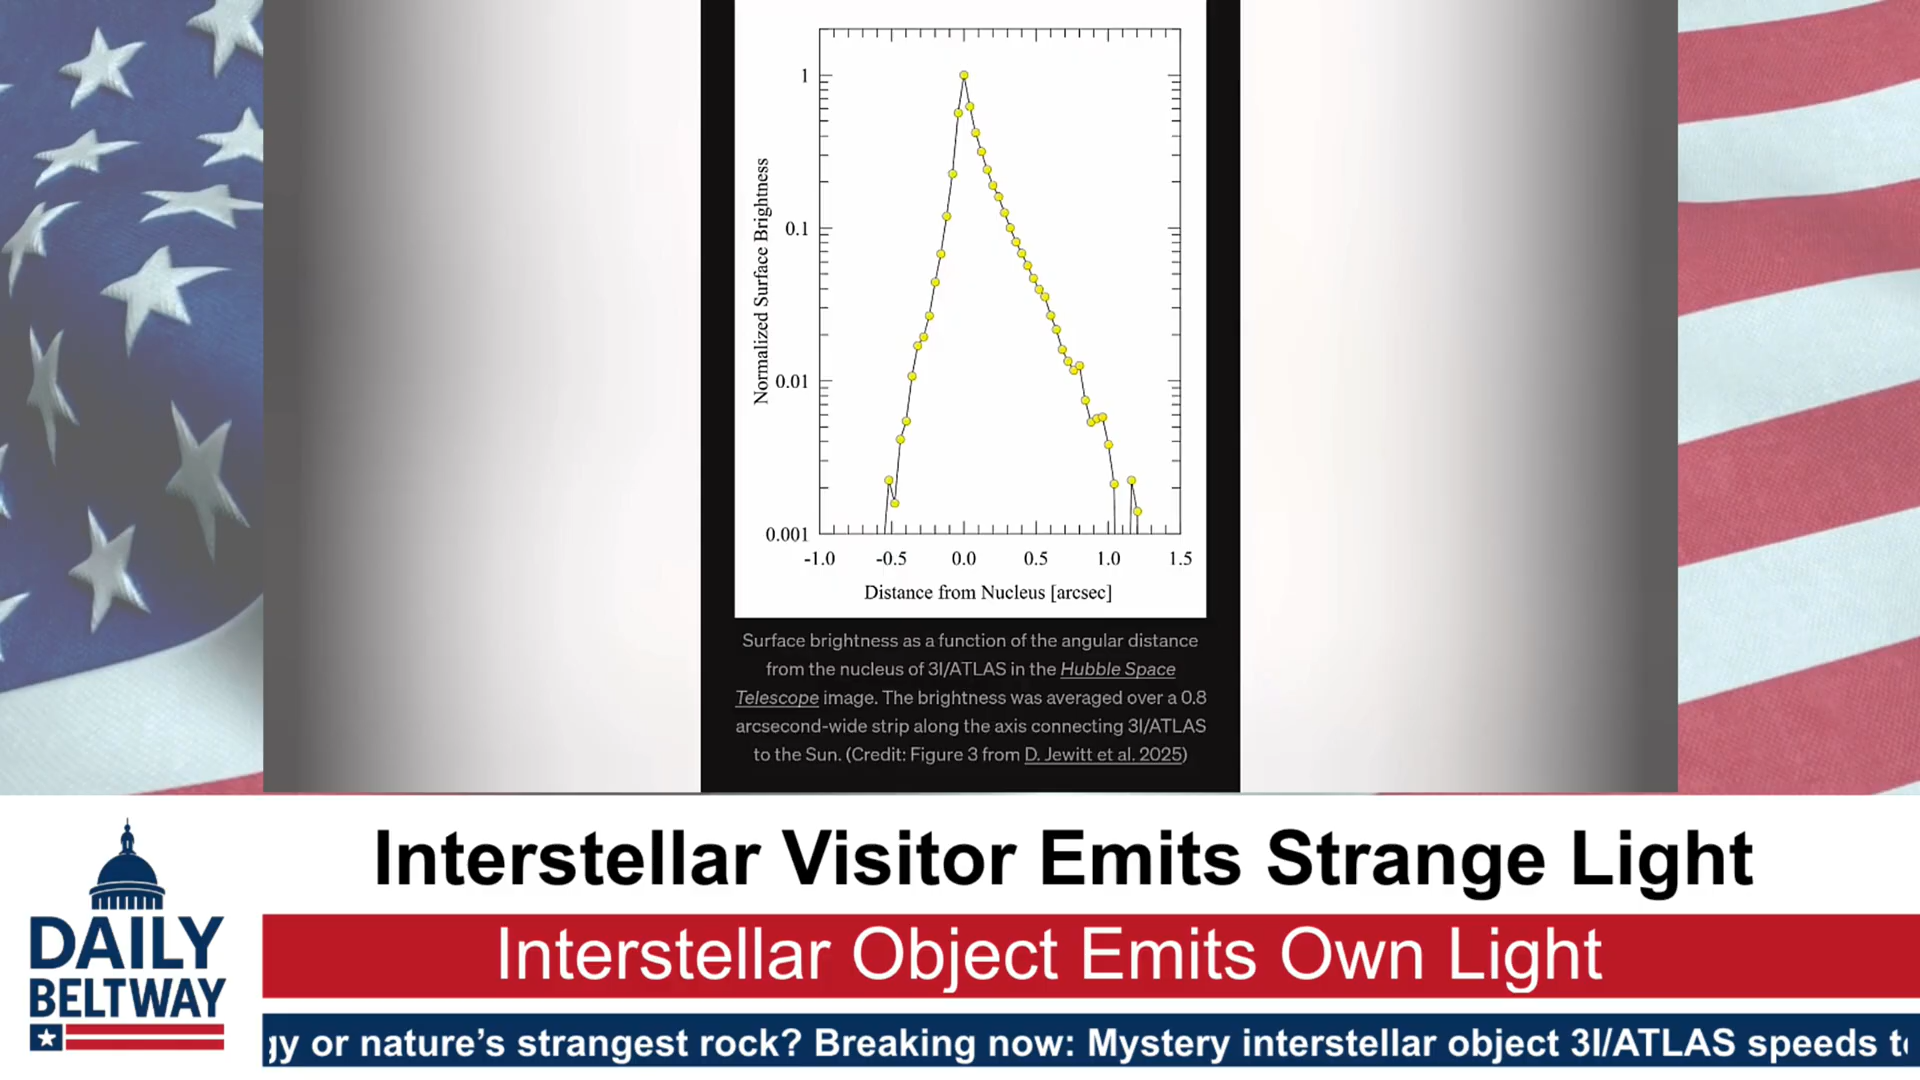 1
0.1
0.01
0.001
Normalized Surface Brightness
-1.0 -0.5 0.0 0.5 1.0 1.5
Distance from Nucleus [arcsec]
Surface brightness as a function of the angular distance
from the nucleus of 3I/ATLAS in the Hubble Space
Telescope image. The brightness was averaged over a 0.8
arcsecond-wide strip along the axis connecting 3I/ATLAS
to the Sun. (Credit: Figure 3 from D. Jewitt et al. 2025)
Interstellar Visitor Emits Strange Light
Interstellar Object Emits Own Light
DAILY
BELTWAY
or nature’s strangest rock? Breaking now: Mystery interstellar object 3I/ATLAS speeds